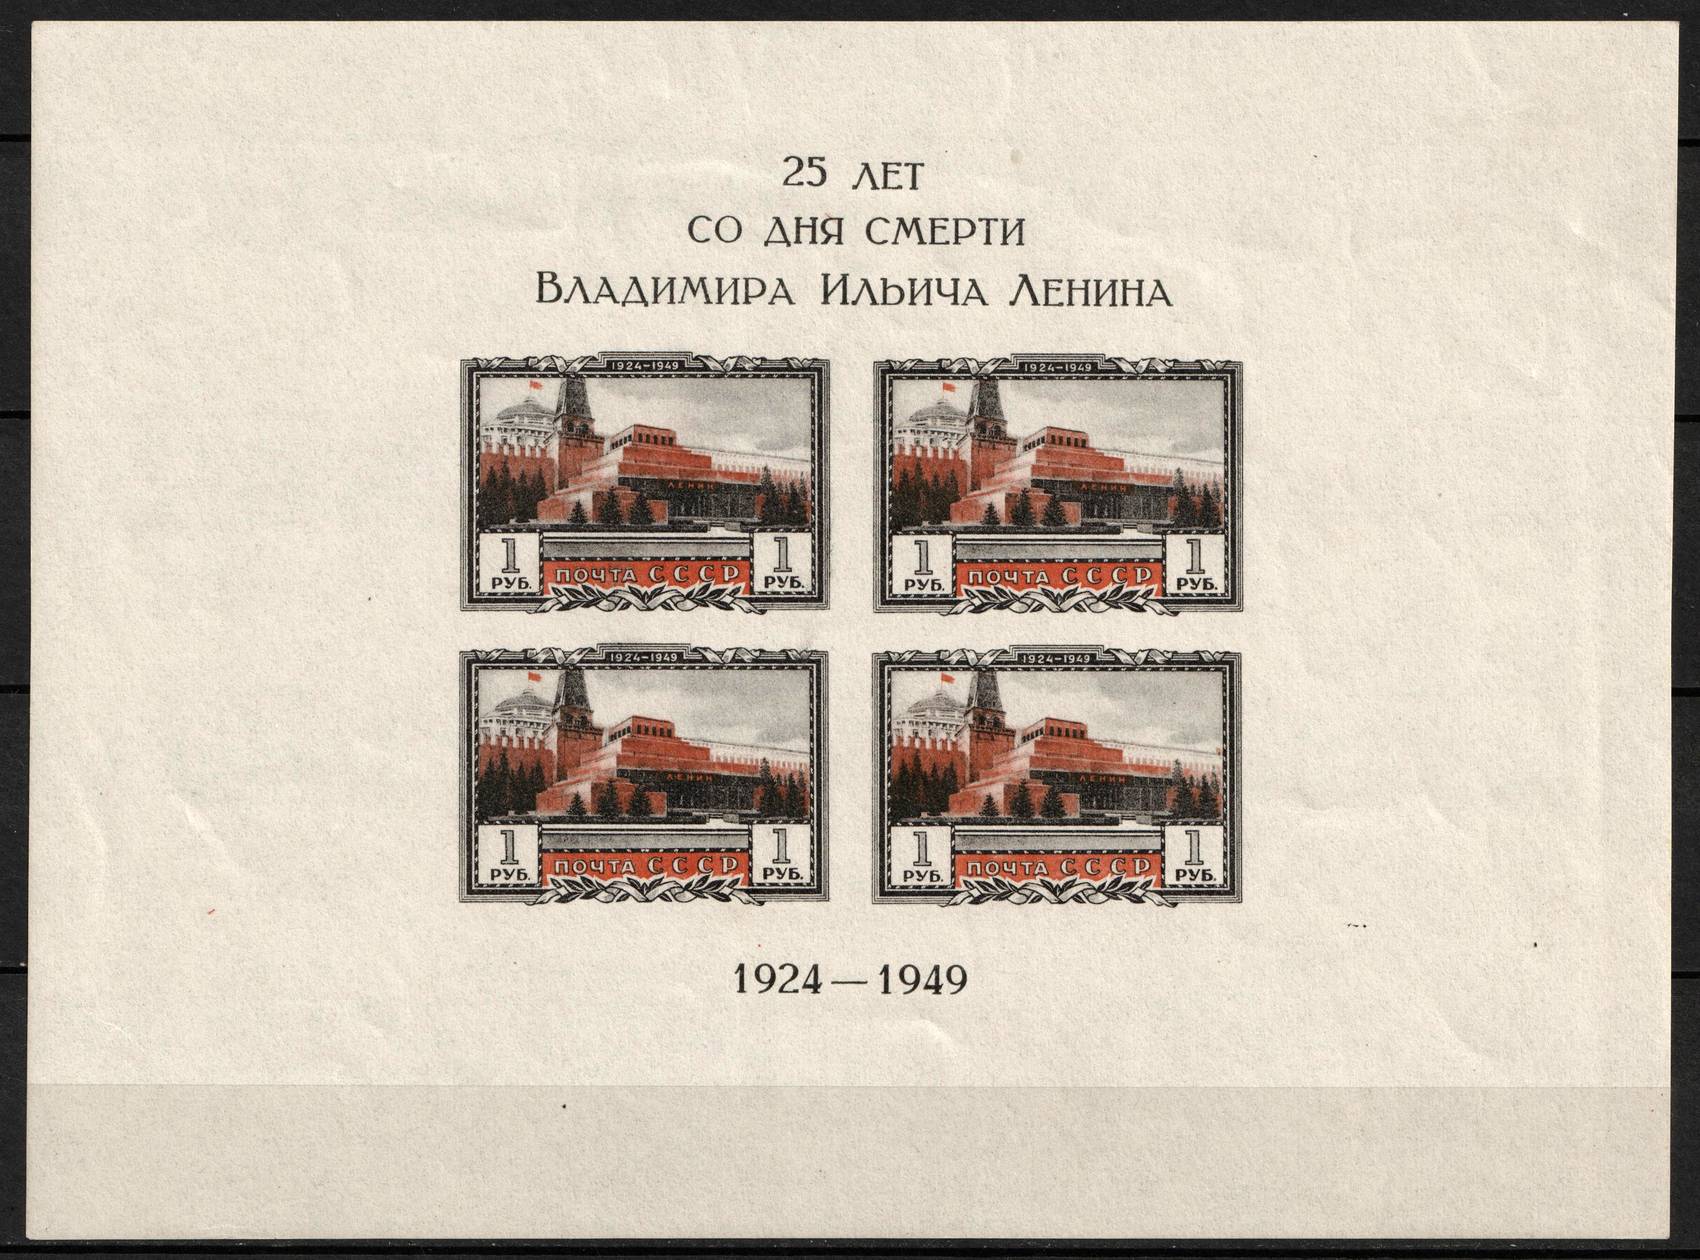 25 ЛЕТ
СО ДНЯ СМЕРТИ
ВЛАДИМИРА ИЛЬИЧА ЛЕНИНА
1924-1949
ЛЕНИН
1 РУБ.
ПОЧТА СССР
1 РУБ.
1924-1949
ЛЕНИН
1 РУБ.
ПОЧТА СССР
1 РУБ.
1924-1949
ЛЕНИН
1 РУБ.
ПОЧТА СССР
1 РУБ.
1924-1949
ЛЕНИН
1 РУБ.
ПОЧТА СССР
1 РУБ.
1924—1949